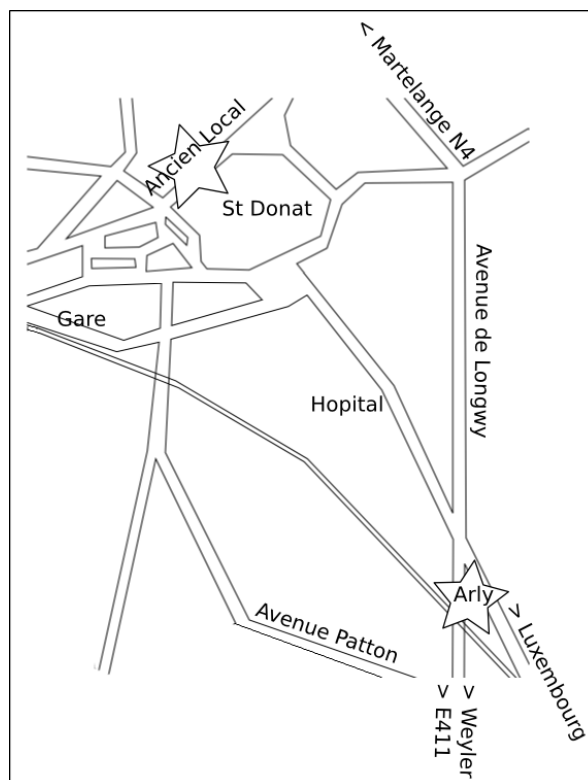 < Martelange N4
Ancien Local
St Donat
Avenue de Longwy
Gare
Hopital
Arly
> Luxembourg
Avenue Patton
> E411
> Weyler